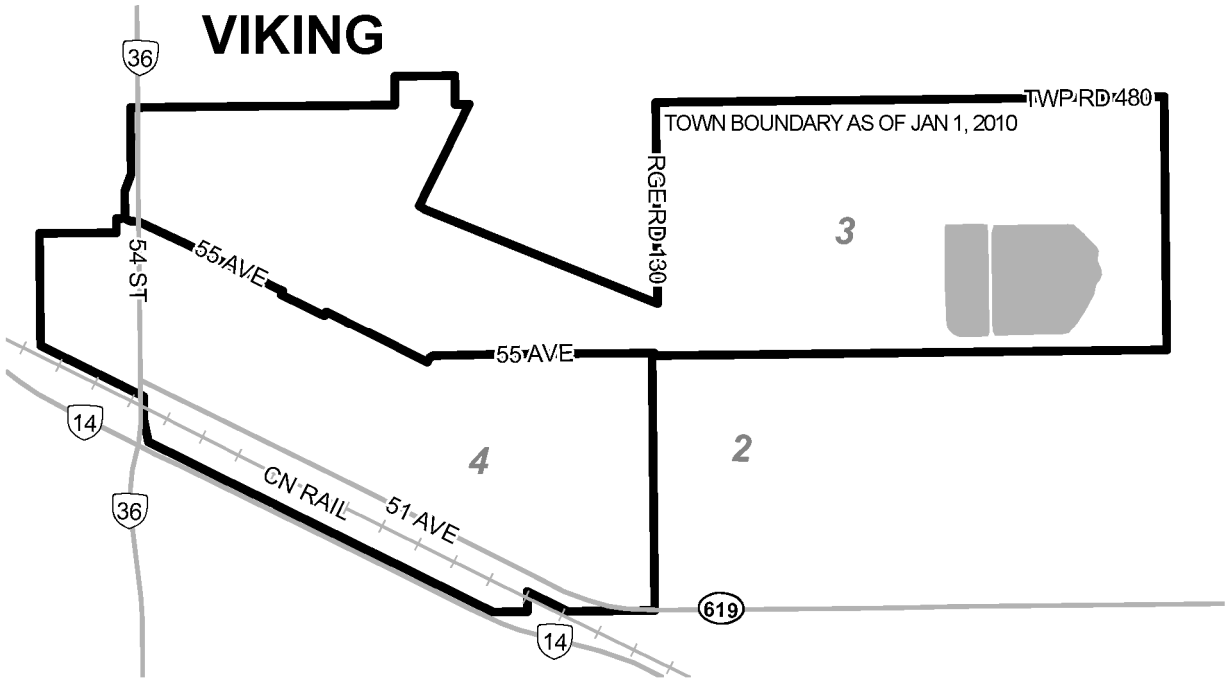 VIKING
36
TWP RD 480
TOWN BOUNDARY AS OF JAN 1, 2010
RGE RD 130
3
54 ST
55 AVE
55 AVE
14
4
2
CN RAIL
51 AVE
36
619
14